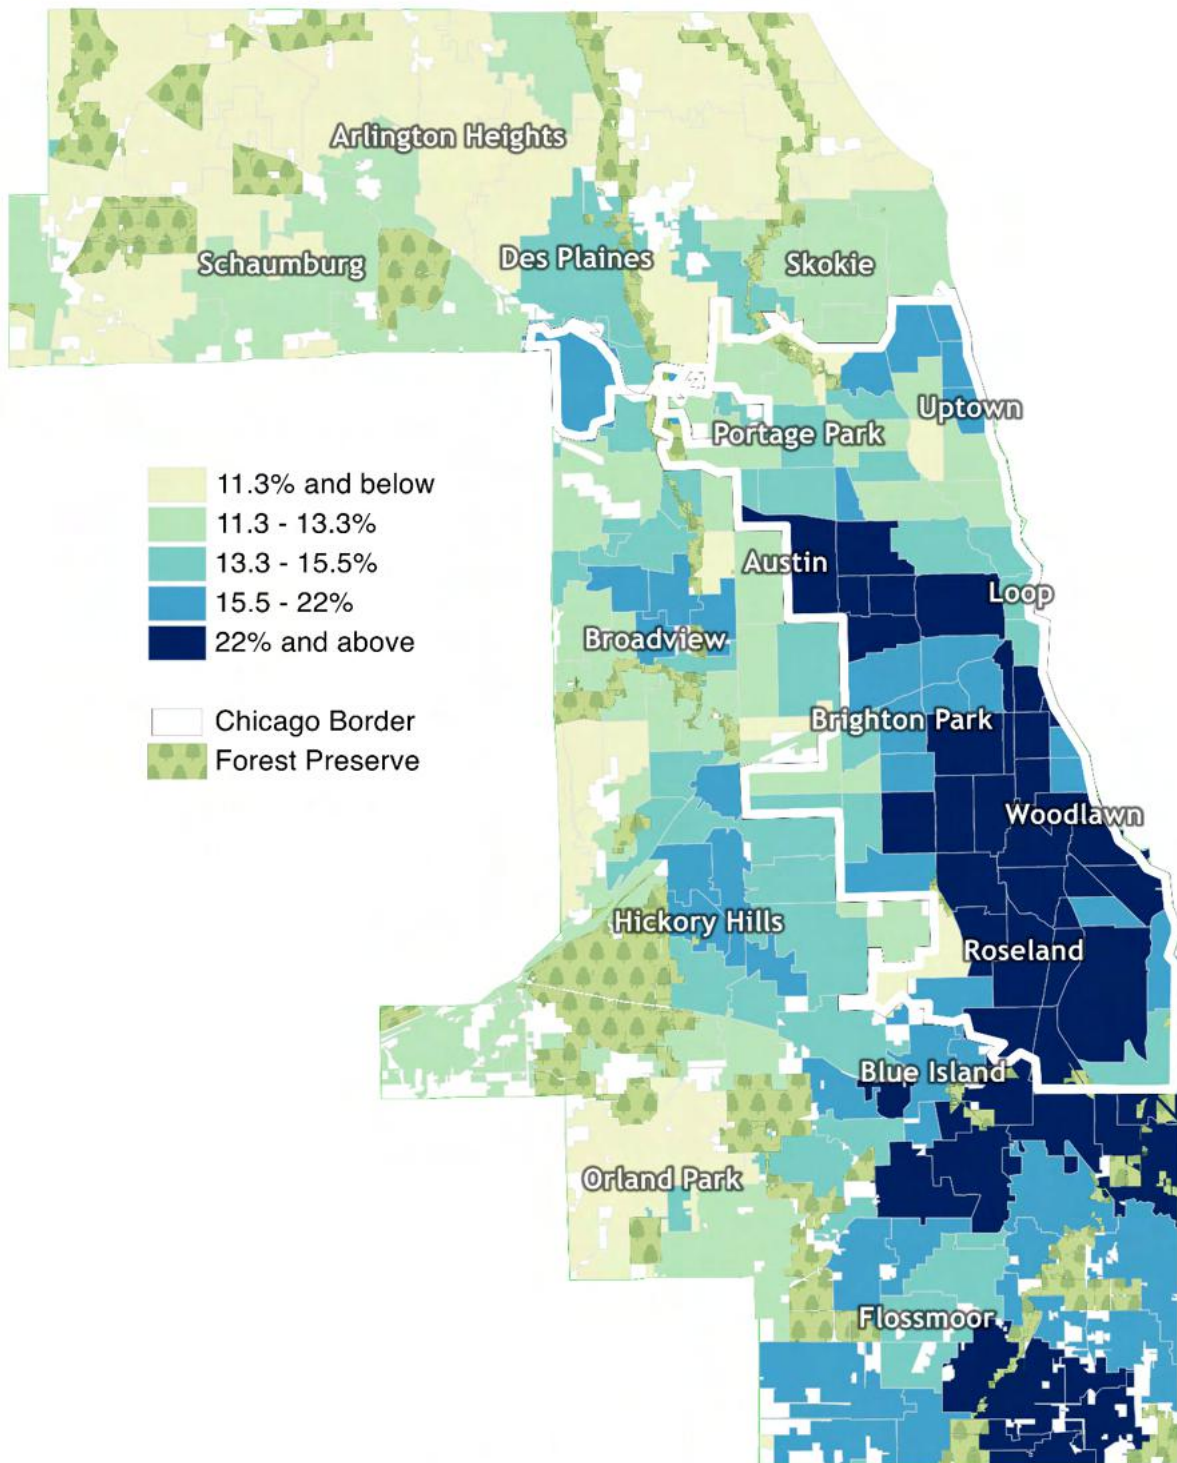 Arlington Heights
Schaumburg
Des Plaines
Skokie
Uptown
Portage Park
11.3% and below
11.3 - 13.3%
13.3 - 15.5%
15.5 - 22%
22% and above
Chicago Border
Forest Preserve
Austin
Loop
Broadview
Brighton Park
Woodlawn
Hickory Hills
Roseland
Blue Island
Orland Park
Flossmoor